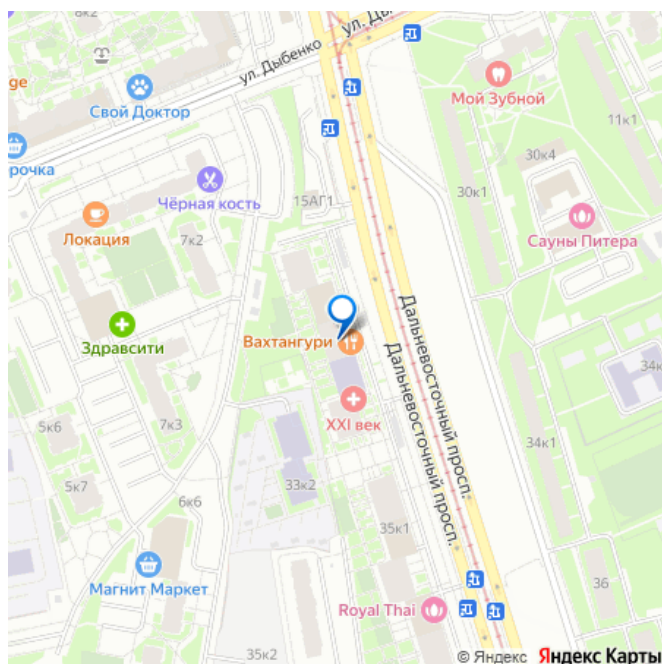 8к2
ул. Дыбенко
ул. Ды
ge
Свой Доктор
Мой Зубной
11к1
рочка
30к4
Чёрная кость
15АГ1
30к1
Локация
7к2
Сауны Питера
Вахтангури
Дальневосточный просп.
Дальневосточный просп.
Здравсити
34к
XXI век
7к3
5к6
34к1
33к2
5к7
6к6
35к1
Магнит Маркет
36
Royal Thai
35к2
© Яндекс Яндекс Карты